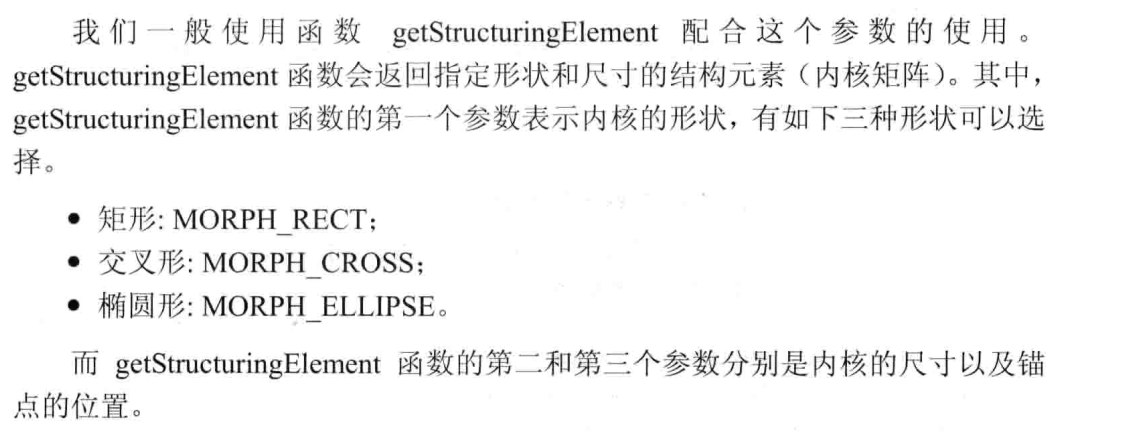 我们一般使用函数 getStructuringElement 配合这个参数的使用。
getStructuringElement 函数会返回指定形状和尺寸的结构元素（内核矩阵）。其中，
getStructuringElement 函数的第一个参数表示内核的形状，有如下三种形状可以选
择。
● 矩形: MORPH_RECT；
● 交叉形: MORPH_CROSS；
● 椭圆形: MORPH_ELLIPSE。
而 getStructuringElement 函数的第二和第三个参数分别是内核的尺寸以及锚
点的位置。